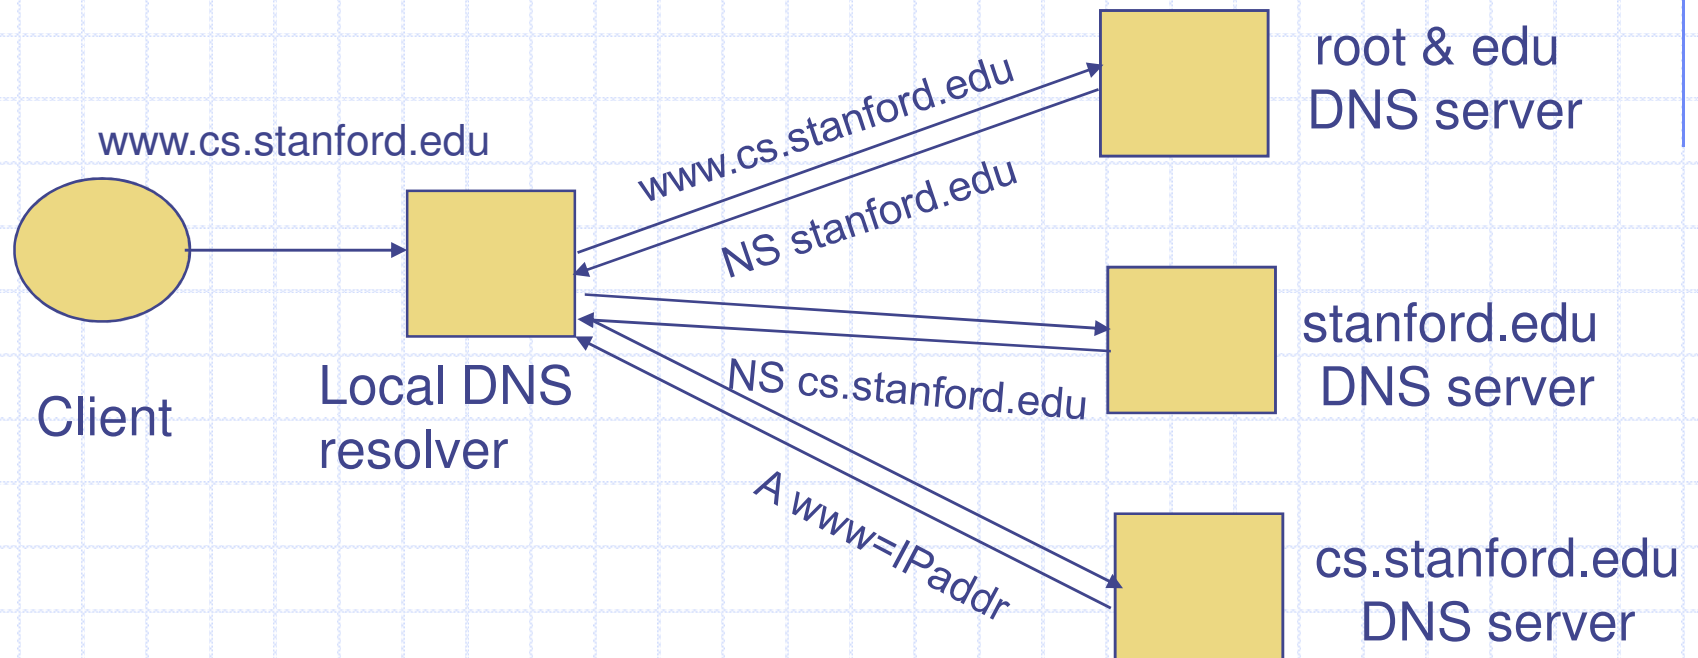 root & edu
DNS server
www.cs.stanford.edu
www.cs.stanford.edu
NS stanford.edu
stanford.edu
DNS server
Local DNS
resolver
Client
NS cs.stanford.edu
A www=IPaddr
cs.stanford.edu
DNS server